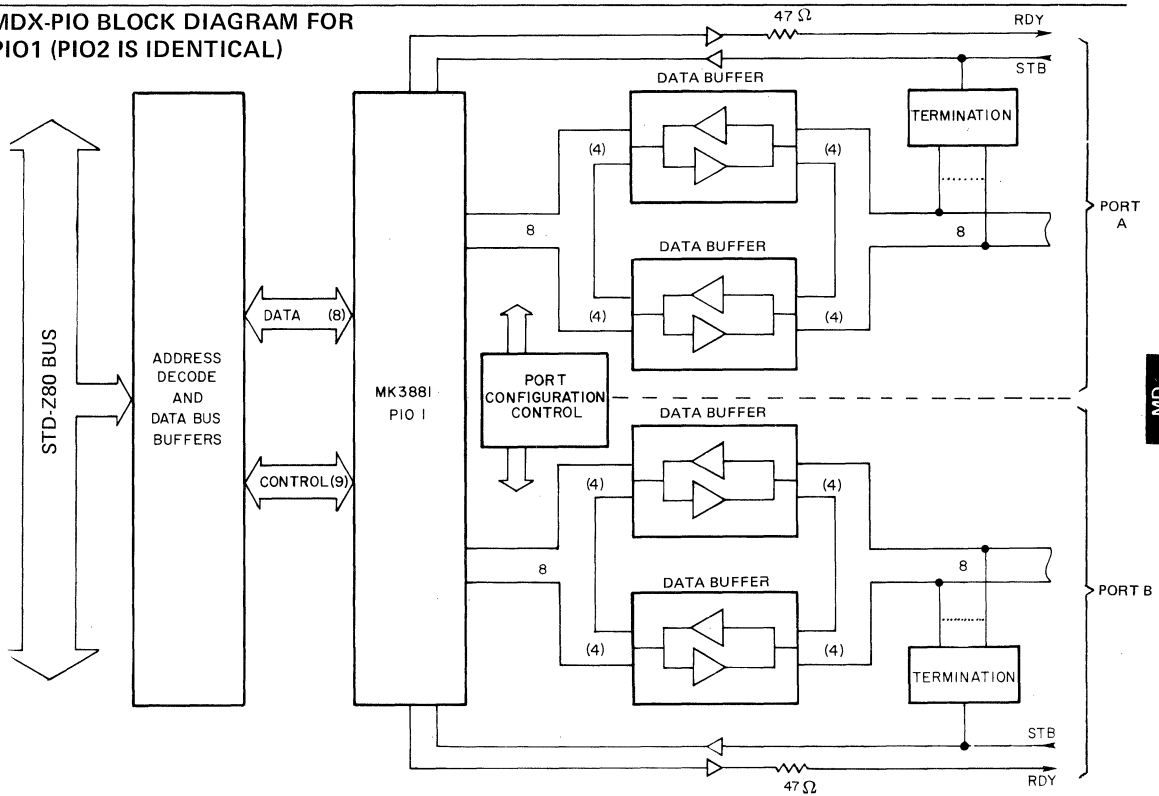 MDX-PIO BLOCK DIAGRAM FOR
PIO1 (PIO2 IS IDENTICAL)
47 Ω
RDY
STB
DATA BUFFER
TERMINATION
(4)
(4)
8
8
PORT
A
DATA BUFFER
(4)
(4)
STD-Z80 BUS
ADDRESS
DECODE
AND
DATA BUS
BUFFERS
DATA (8)
CONTROL(9)
MK3881
PIO 1
PORT
CONFIGURATION
CONTROL
MD
DATA BUFFER
(4)
(4)
8
8
PORT B
DATA BUFFER
(4)
(4)
TERMINATION
STB
RDY
47 Ω